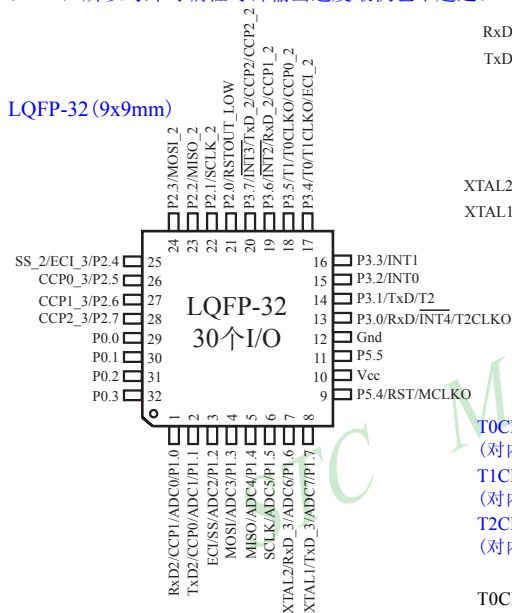 LQFP-32(9x9mm)
P2.3/MOSI_2
P2.2/MISO_2
P2.1/SCLK_2
P2.0/RSTOUT_LOW
P3.7/INT3/TxD_2/CCP2/CCP2_2
P3.6/INT2/RxD_2/CCP1_2
P3.5/T1/T0CLKO/CCP0_2
P3.4/T0/T1CLKO/ECI_2
24 23 22 21 20 19 18 17
SS_2/ECI_3/P2.4 25
CCP0_3/P2.5 26
CCP1_3/P2.6 27
CCP2_3/P2.7 28
P0.0 29
P0.1 30
P0.2 31
P0.3 32
LQFP-32
30个I/O
16 P3.3/INT1
15 P3.2/INT0
14 P3.1/TxD/T2
13 P3.0/RxD/INT4/T2CLKO
12 Gnd
11 P5.5
10 Vcc
9 P5.4/RST/MCLKO
1 2 3 4 5 6 7 8
RxD2/CCP1/ADC0/P1.0
TxD2/CCP0/ADC1/P1.1
ECI/SS/ADC2/P1.2
MOSI/ADC3/P1.3
MISO/ADC4/P1.4
SCLK/ADC5/P1.5
XTAL2/RxD_3/ADC6/P1.6
XTAL1/TxD_3/ADC7/P1.7
RxD
TxD
XTAL2
XTAL1
STC M
T0C
(对内
T1C
(对内
T2C
(对内
T0C